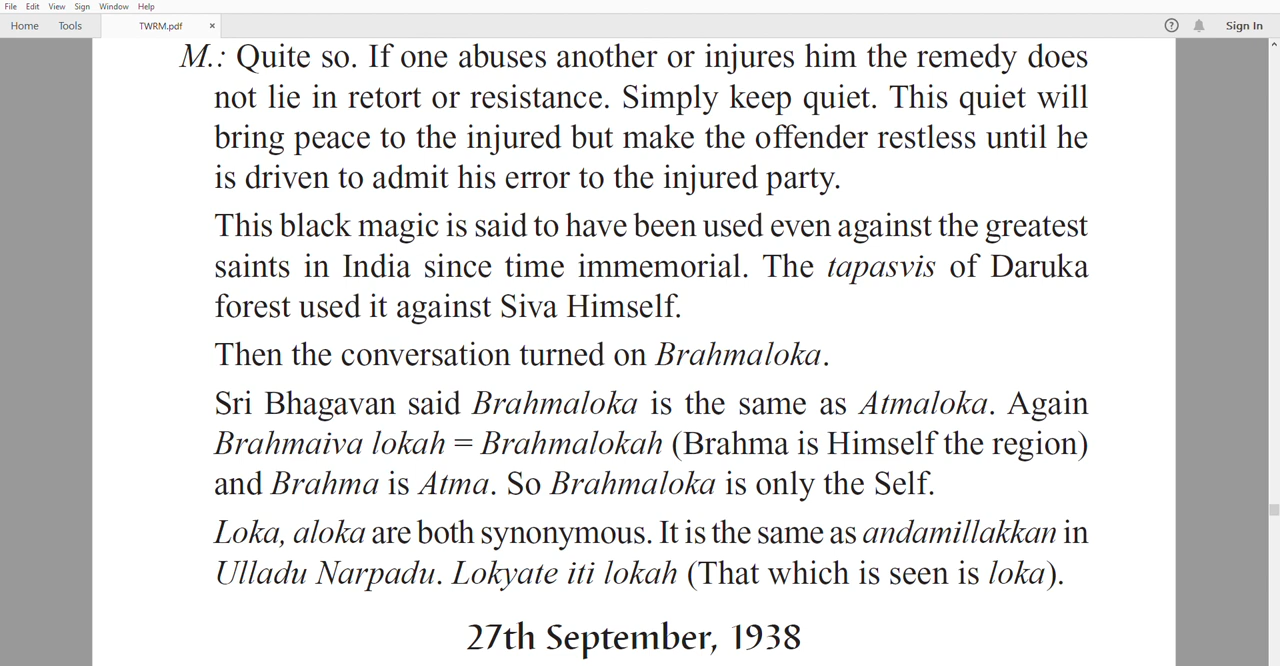 File Edit View Sign Window Help
Home Tools TWRM.pdf × ? Sign In
M.: Quite so. If one abuses another or injures him the remedy does
not lie in retort or resistance. Simply keep quiet. This quiet will
bring peace to the injured but make the offender restless until he
is driven to admit his error to the injured party.
This black magic is said to have been used even against the greatest
saints in India since time immemorial. The tapasvis of Daruka
forest used it against Siva Himself.
Then the conversation turned on Brahmaloka.
Sri Bhagavan said Brahmaloka is the same as Atmaloka. Again
Brahmaiva lokah = Brahmalokah (Brahma is Himself the region)
and Brahma is Atma. So Brahmaloka is only the Self.
Loka, aloka are both synonymous. It is the same as andamillakkan in
Ulladu Narpadu. Lokyate iti lokah (That which is seen is loka).
27th September, 1938